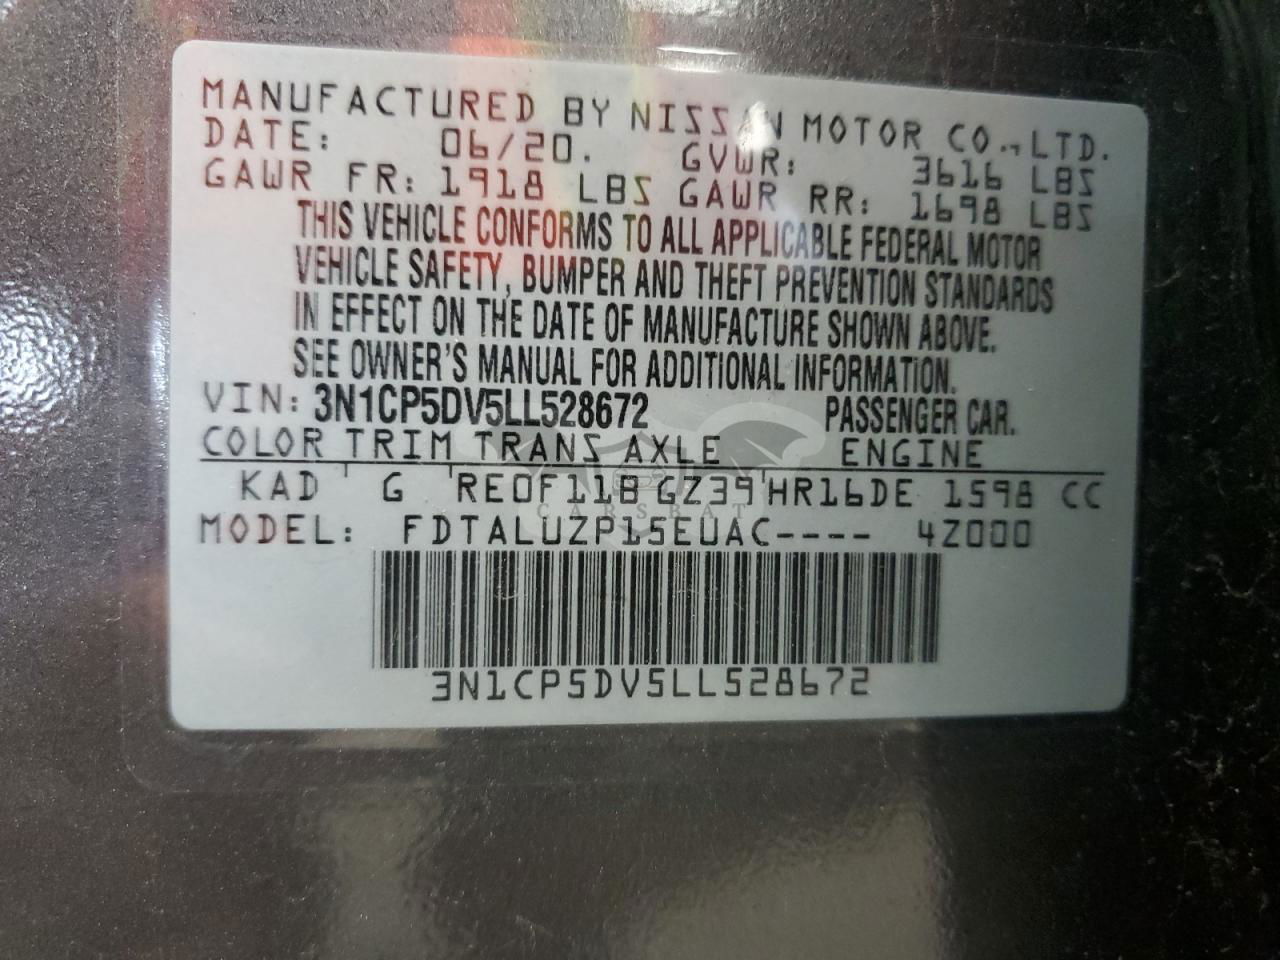 MANUFACTURED BY NISSAN MOTOR CO.,LTD.
DATE: 06/20. GVWR: 3616 LBS
GAWR FR: 1918 LBS GAWR RR: 1698 LBS
THIS VEHICLE CONFORMS TO ALL APPLICABLE FEDERAL MOTOR
VEHICLE SAFETY, BUMPER AND THEFT PREVENTION STANDARDS
IN EFFECT ON THE DATE OF MANUFACTURE SHOWN ABOVE.
SEE OWNER'S MANUAL FOR ADDITIONAL INFORMATION.
VIN: 3N1CP5DV5LL528672 PASSENGER CAR.
COLOR TRIM TRANS AXLE ENGINE
KAD G RE0F11B GZ39 HR16DE 1598 CC
CARSBAT
MODEL: FDTALUZP15EUAC---- 4Z000
3N1CP5DV5LL528672